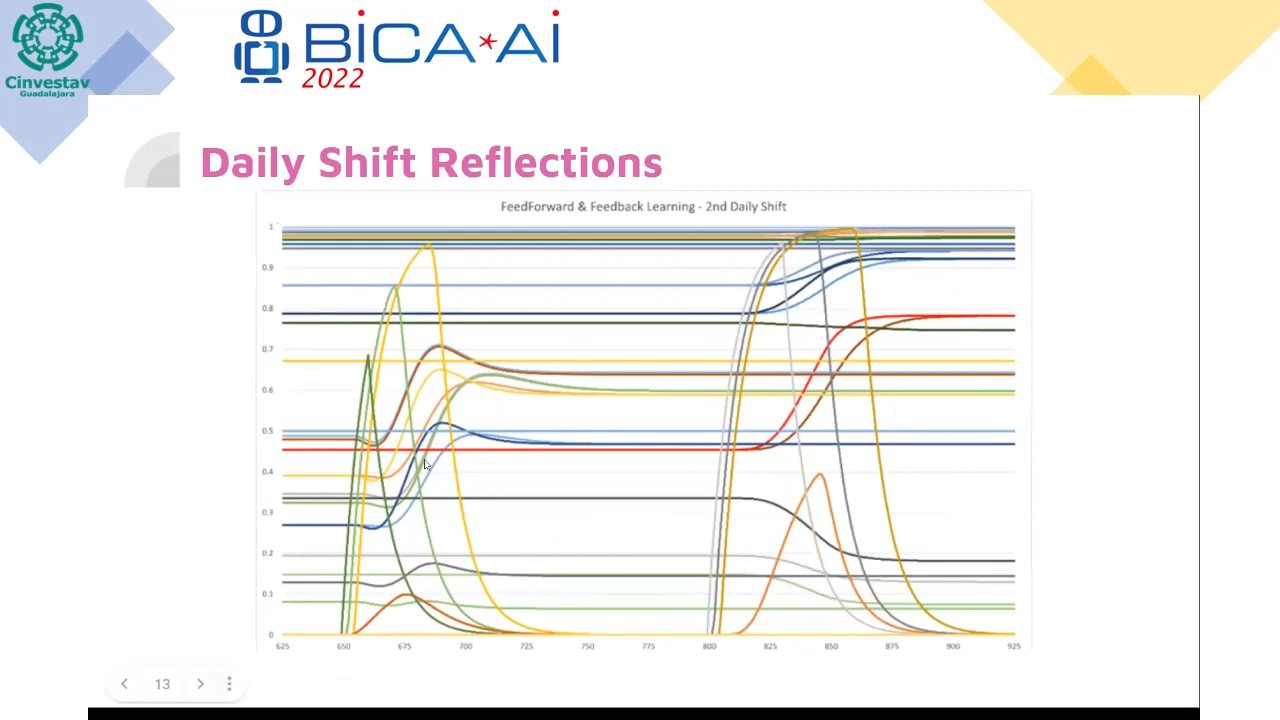 Cinvestav
Guadalajara
BiCA*Ai
2022
Daily Shift Reflections
FeedForward & Feedback Learning - 2nd Daily Shift
1
0.9
0.8
0.7
0.6
0.5
0.4
0.3
0.2
0.1
0
625 650 675 700 725 750 775 800 825 850 875 900 925
13